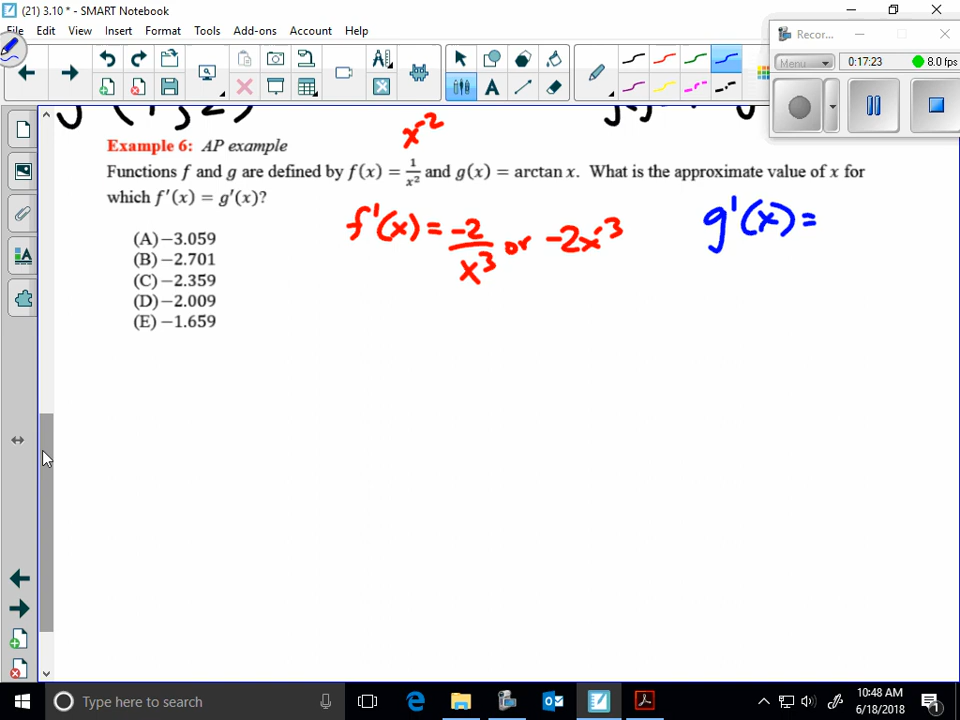 (21) 3.10 * - SMART Notebook
File Edit View Insert Format Tools Add-ons Account Help
Recor...
Menu
0:17:23
8.0 fps
x^-2
Example 6: AP example
Functions f and g are defined by f(x) = 1/x² and g(x) = arctan x. What is the approximate value of x for
which f′(x) = g′(x)?
f'(x) = -2/x³ or -2x^-3
g'(x) =
(A) −3.059
(B) −2.701
(C) −2.359
(D) −2.009
(E) −1.659
Type here to search
10:48 AM
6/18/2018
1